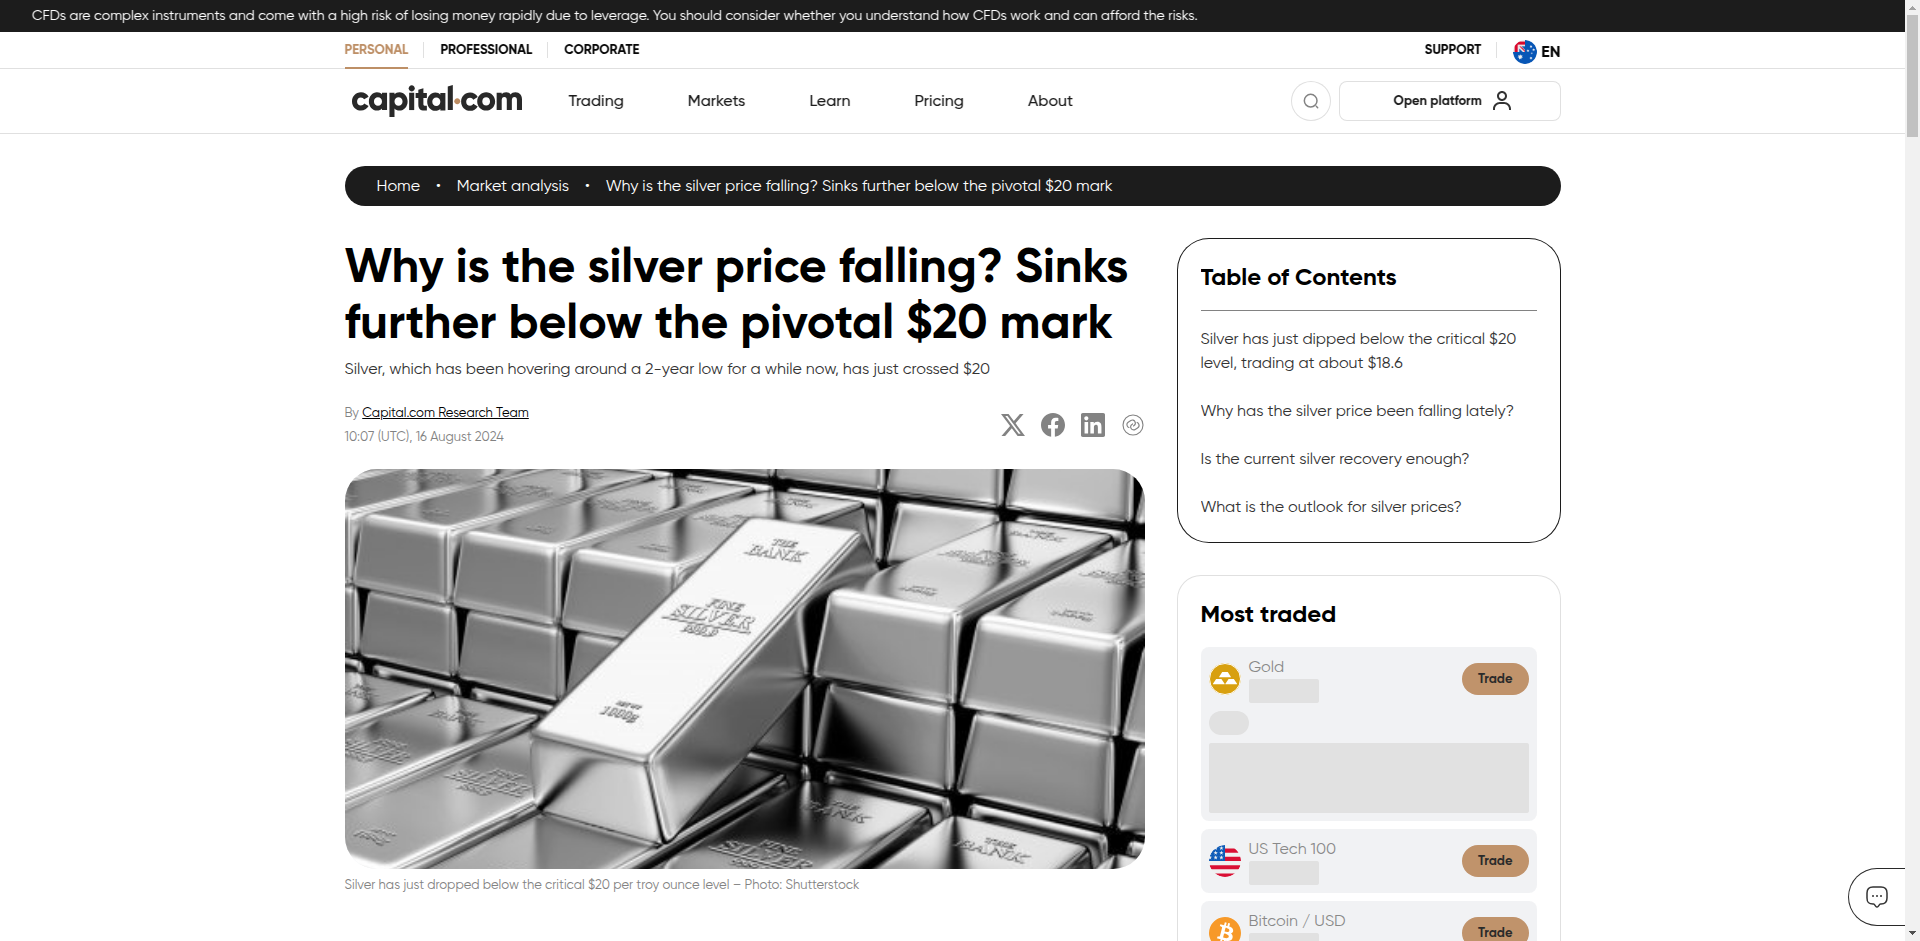 CFDs are complex instruments and come with a high risk of losing money rapidly due to leverage. You should consider whether you understand how CFDs work and can afford the risks.
PERSONAL
PROFESSIONAL
CORPORATE
SUPPORT
EN
capital.com
Trading
Markets
Learn
Pricing
About
Open platform
Home • Market analysis • Why is the silver price falling? Sinks further below the pivotal $20 mark
Why is the silver price falling? Sinks
further below the pivotal $20 mark
Silver, which has been hovering around a 2-year low for a while now, has just crossed $20
By Capital.com Research Team
10:07 (UTC), 16 August 2024
THE
BANK
FINE
SILVER
1000g
THE
BANK
BANK
Silver has just dropped below the critical $20 per troy ounce level – Photo: Shutterstock
Table of Contents
Silver has just dipped below the critical $20
level, trading at about $18.6
Why has the silver price been falling lately?
Is the current silver recovery enough?
What is the outlook for silver prices?
Most traded
Gold
Trade
US Tech 100
Trade
Bitcoin / USD
Trade